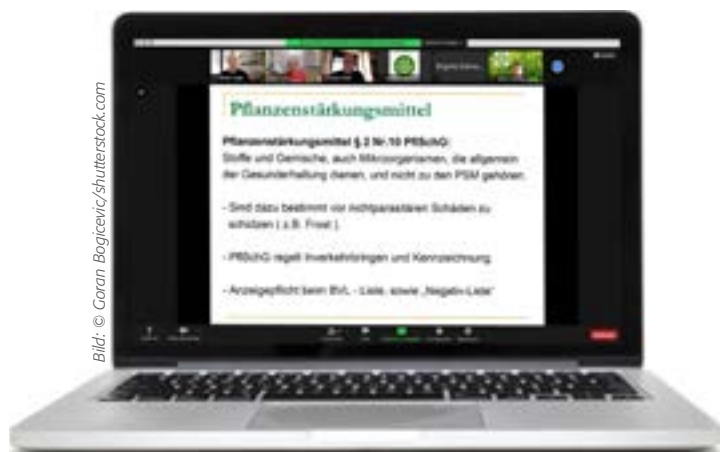 Bild: © Goran Bogicevic/shutterstock.com
Pflanzenstärkungsmittel
Pflanzenstärkungsmittel § 2 Nr.10 PflSchG:
Stoffe und Gemische, auch Mikroorganismen, die allgemein
der Gesunderhaltung dienen, und nicht zu den PSM gehören.
- Sind dazu bestimmt vor nichtparasitären Schäden zu
schützen ( z.B. Frost ).
- PflSchG regelt Inverkehrbringen und Kennzeichnung
- Anzeigepflicht beim BVL - Liste, sowie „Negativ-Liste“